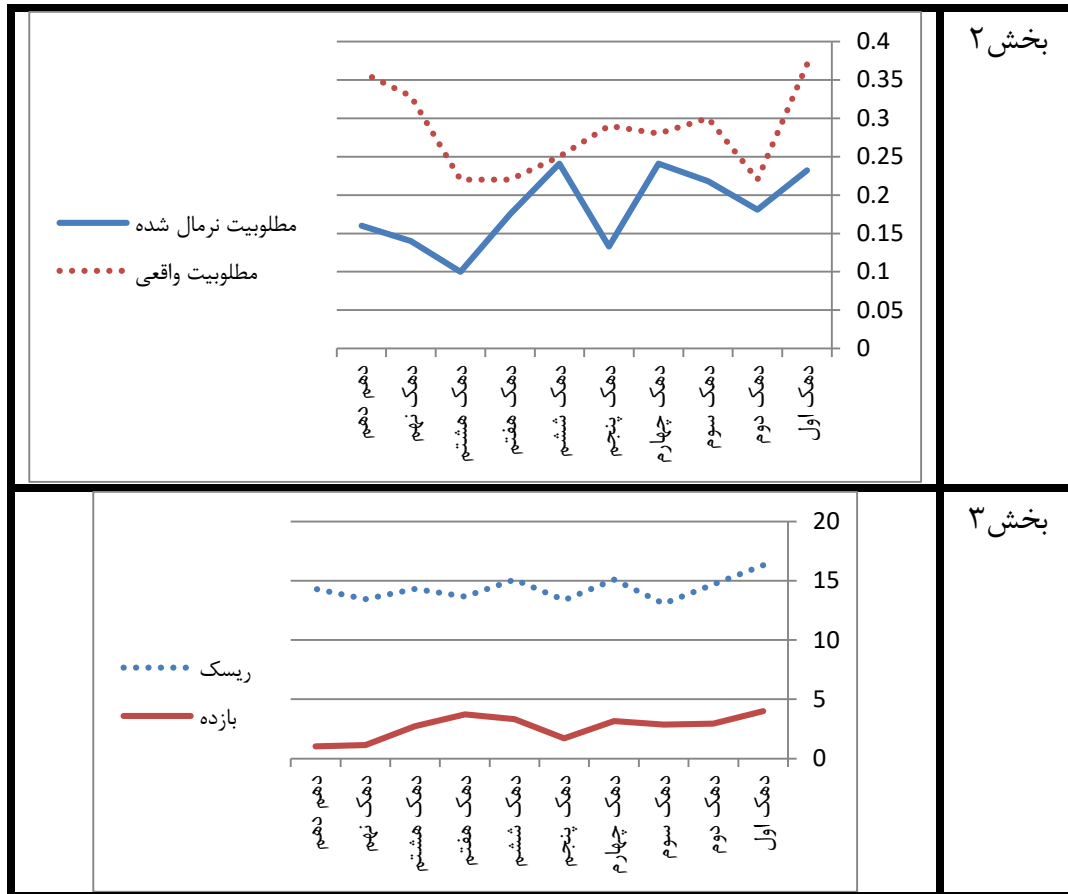 بخش۲
0.4
0.35
0.3
0.25
0.2
0.15
0.1
0.05
0
مطلوبیت نرمال شده
مطلوبیت واقعی
دهک اول
دهک دوم
دهک سوم
دهک چهارم
دهک پنجم
دهک ششم
دهک هفتم
دهک هشتم
دهک نهم
دهم دهم
بخش۳
20
15
10
5
0
ریسک
بازده
دهک اول
دهک دوم
دهک سوم
دهک چهارم
دهک پنجم
دهک ششم
دهک هفتم
دهک هشتم
دهک نهم
دهم دهم